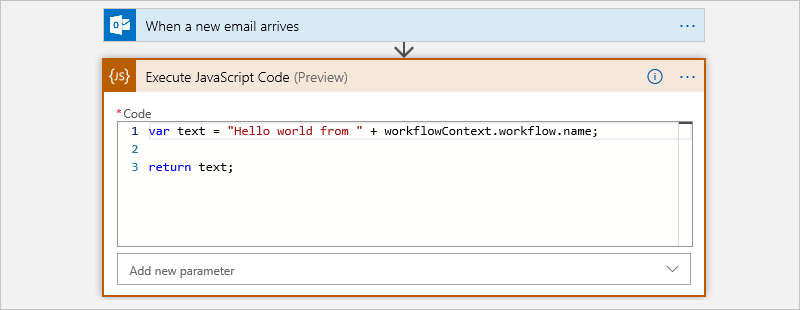 When a new email arrives
{JS} Execute JavaScript Code (Preview)
*Code
1 var text = "Hello world from " + workflowContext.workflow.name;
2
3 return text;
Add new parameter